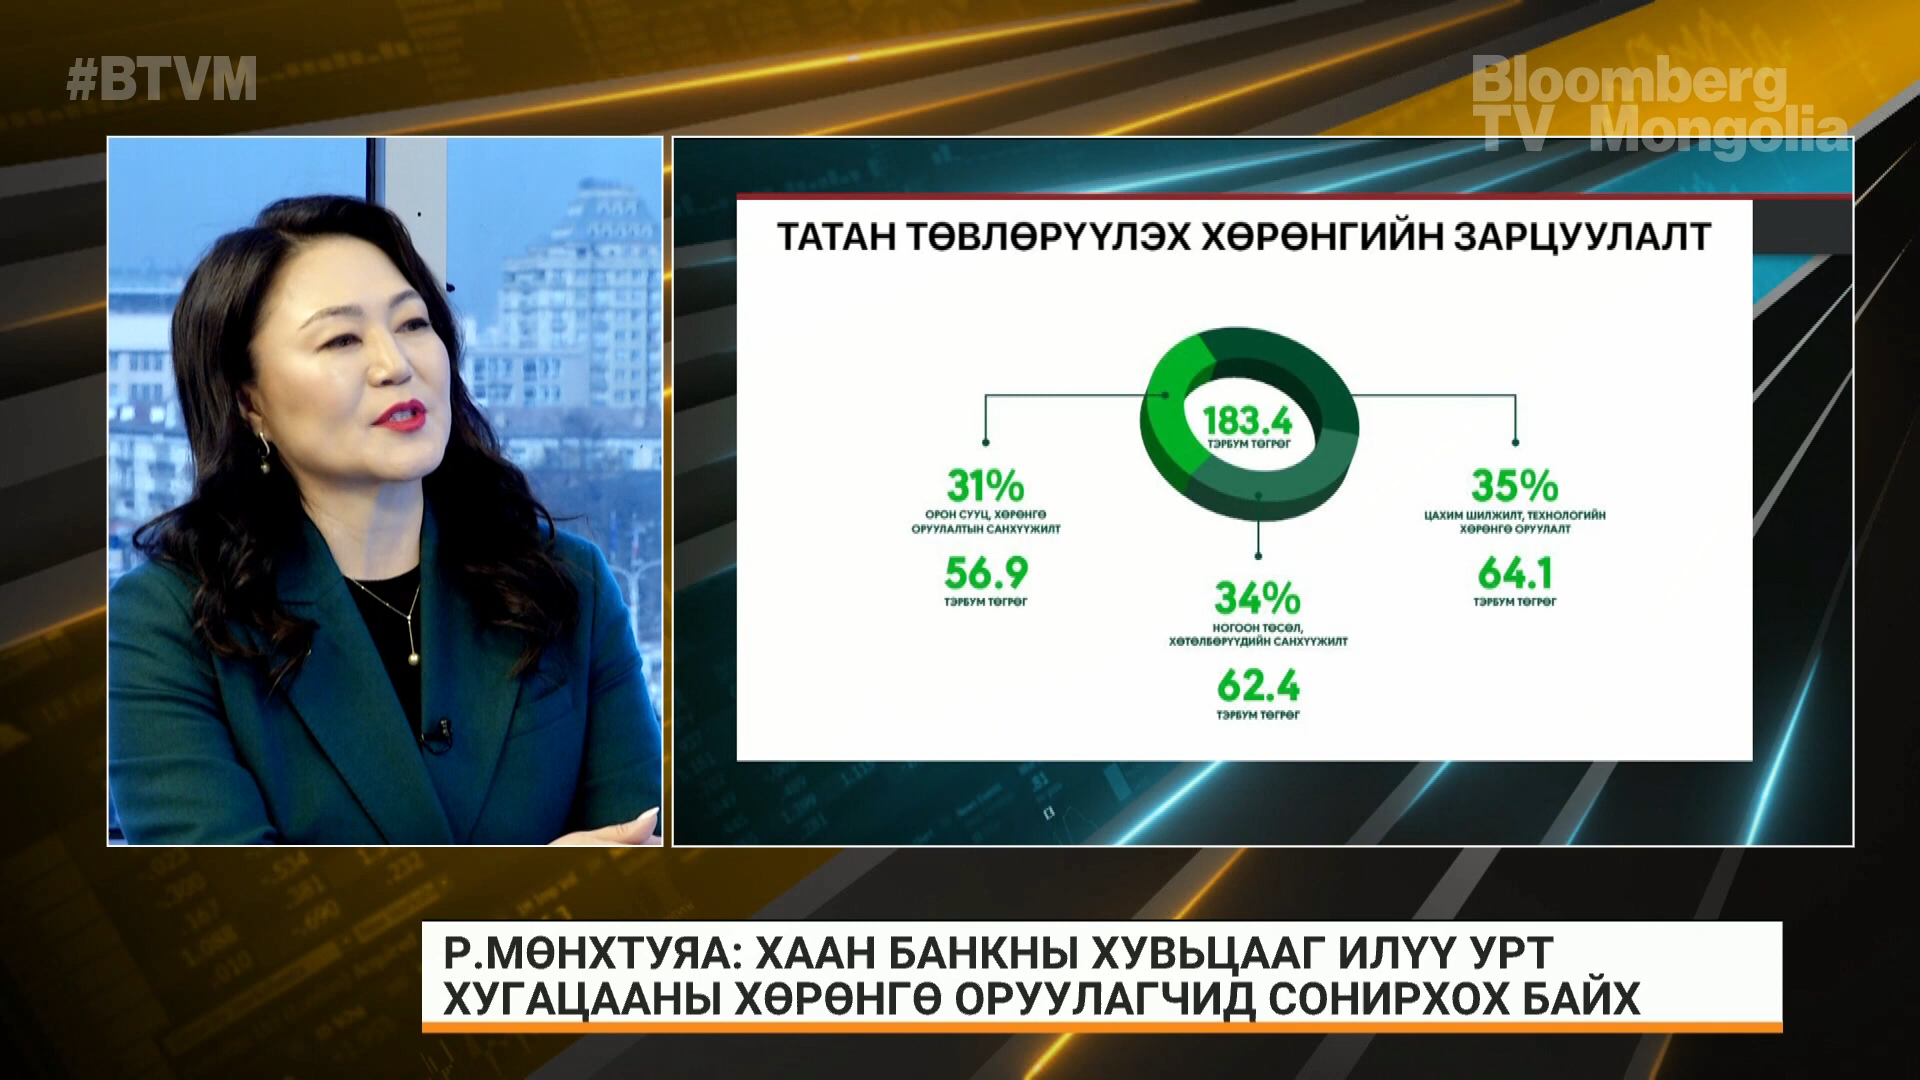 #BTVM
Bloomberg
TV Mongolia
ТАТАН ТӨВЛӨРҮҮЛЭХ ХӨРӨНГИЙН ЗАРЦУУЛАЛТ
183.4
ТЭРБУМ ТӨГРӨГ
31%
ОРОН СУУЦ, ХӨРӨНГӨ
ОРУУЛАЛТЫН САНХҮҮЖИЛТ
56.9
ТЭРБУМ ТӨГРӨГ
34%
НОГООН ТӨСӨЛ,
ХӨТӨЛБӨРҮҮДИЙН САНХҮҮЖИЛТ
62.4
ТЭРБУМ ТӨГРӨГ
35%
ЦАХИМ ШИЛЖИЛТ, ТЕХНОЛОГИЙН
ХӨРӨНГӨ ОРУУЛАЛТ
64.1
ТЭРБУМ ТӨГРӨГ
Р.МӨНХТУЯА: ХААН БАНКНЫ ХУВЬЦААГ ИЛҮҮ УРТ
ХУГАЦААНЫ ХӨРӨНГӨ ОРУУЛАГЧИД СОНИРХОХ БАЙХ